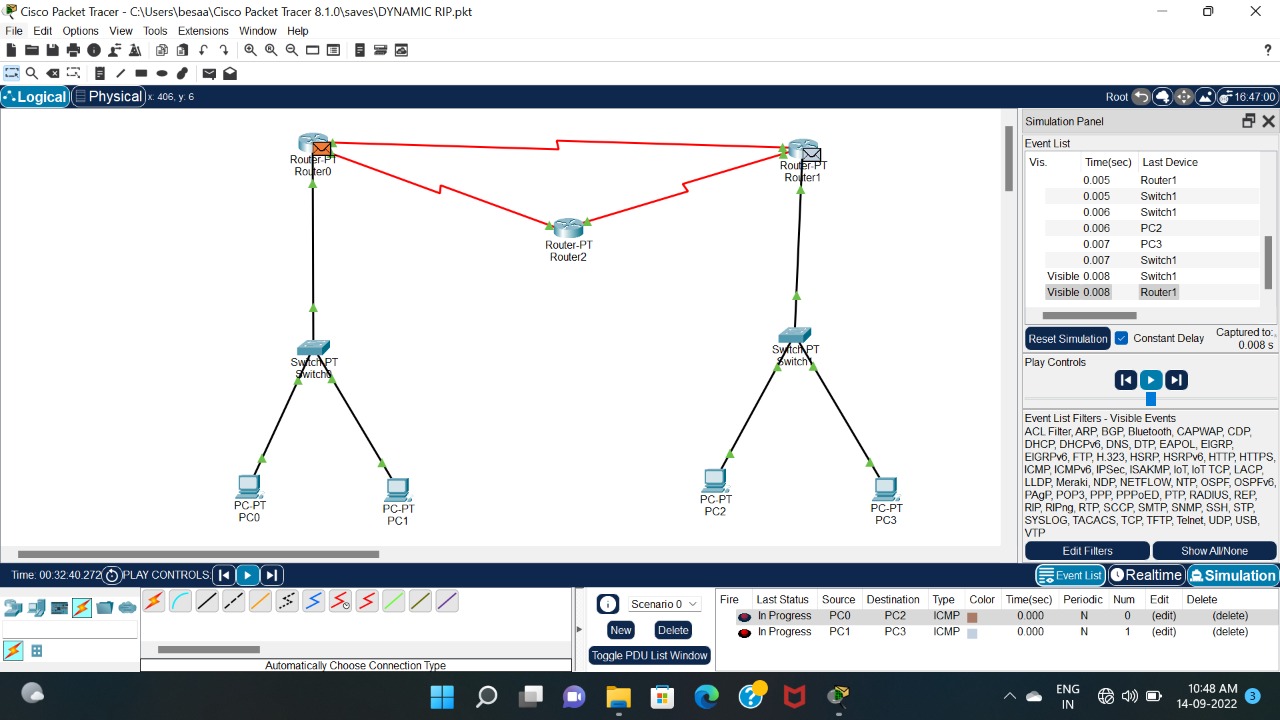 Cisco Packet Tracer - C:\Users\besaa\Cisco Packet Tracer 8.1.0\saves\DYNAMIC RIP.pkt
File Edit Options View Tools Extensions Window Help
?
Logical Physical x: 406, y: 6 Root 16:47:00
Simulation Panel
Event List
Vis. Time(sec) Last Device
0.005 Router1
0.005 Switch1
0.006 Switch1
0.006 PC2
0.007 PC3
0.007 Switch1
Visible 0.008 Switch1
Visible 0.008 Router1
Reset Simulation Constant Delay Captured to:
0.008 s
Play Controls
Event List Filters - Visible Events
ACL Filter, ARP, BGP, Bluetooth, CAPWAP, CDP,
DHCP, DHCPv6, DNS, DTP, EAPOL, EIGRP,
EIGRPv6, FTP, H.323, HSRP, HSRPv6, HTTP, HTTPS,
ICMP, ICMPv6, IPSec, ISAKMP, IoT, IoT TCP, LACP,
LLDP, Meraki, NDP, NETFLOW, NTP, OSPF, OSPFv6,
PAgP, POP3, PPP, PPPoED, PTP, RADIUS, REP,
RIP, RIPng, RTP, SCCP, SMTP, SNMP, SSH, STP,
SYSLOG, TACACS, TCP, TFTP, Telnet, UDP, USB,
VTP
Edit Filters Show All/None
Router-PT
Router0
Router-PT
Router1
Router-PT
Router2
Switch-PT
Switch0
Switch-PT
Switch1
PC-PT
PC0
PC-PT
PC1
PC-PT
PC2
PC-PT
PC3
Time: 00:32:40.272 PLAY CONTROLS: Event List Realtime Simulation
Automatically Choose Connection Type
Scenario 0
New Delete
Toggle PDU List Window
Fire Last Status Source Destination Type Color Time(sec) Periodic Num Edit Delete
In Progress PC0 PC2 ICMP 0.000 N 0 (edit) (delete)
In Progress PC1 PC3 ICMP 0.000 N 1 (edit) (delete)
ENG
IN
10:48 AM
14-09-2022
3